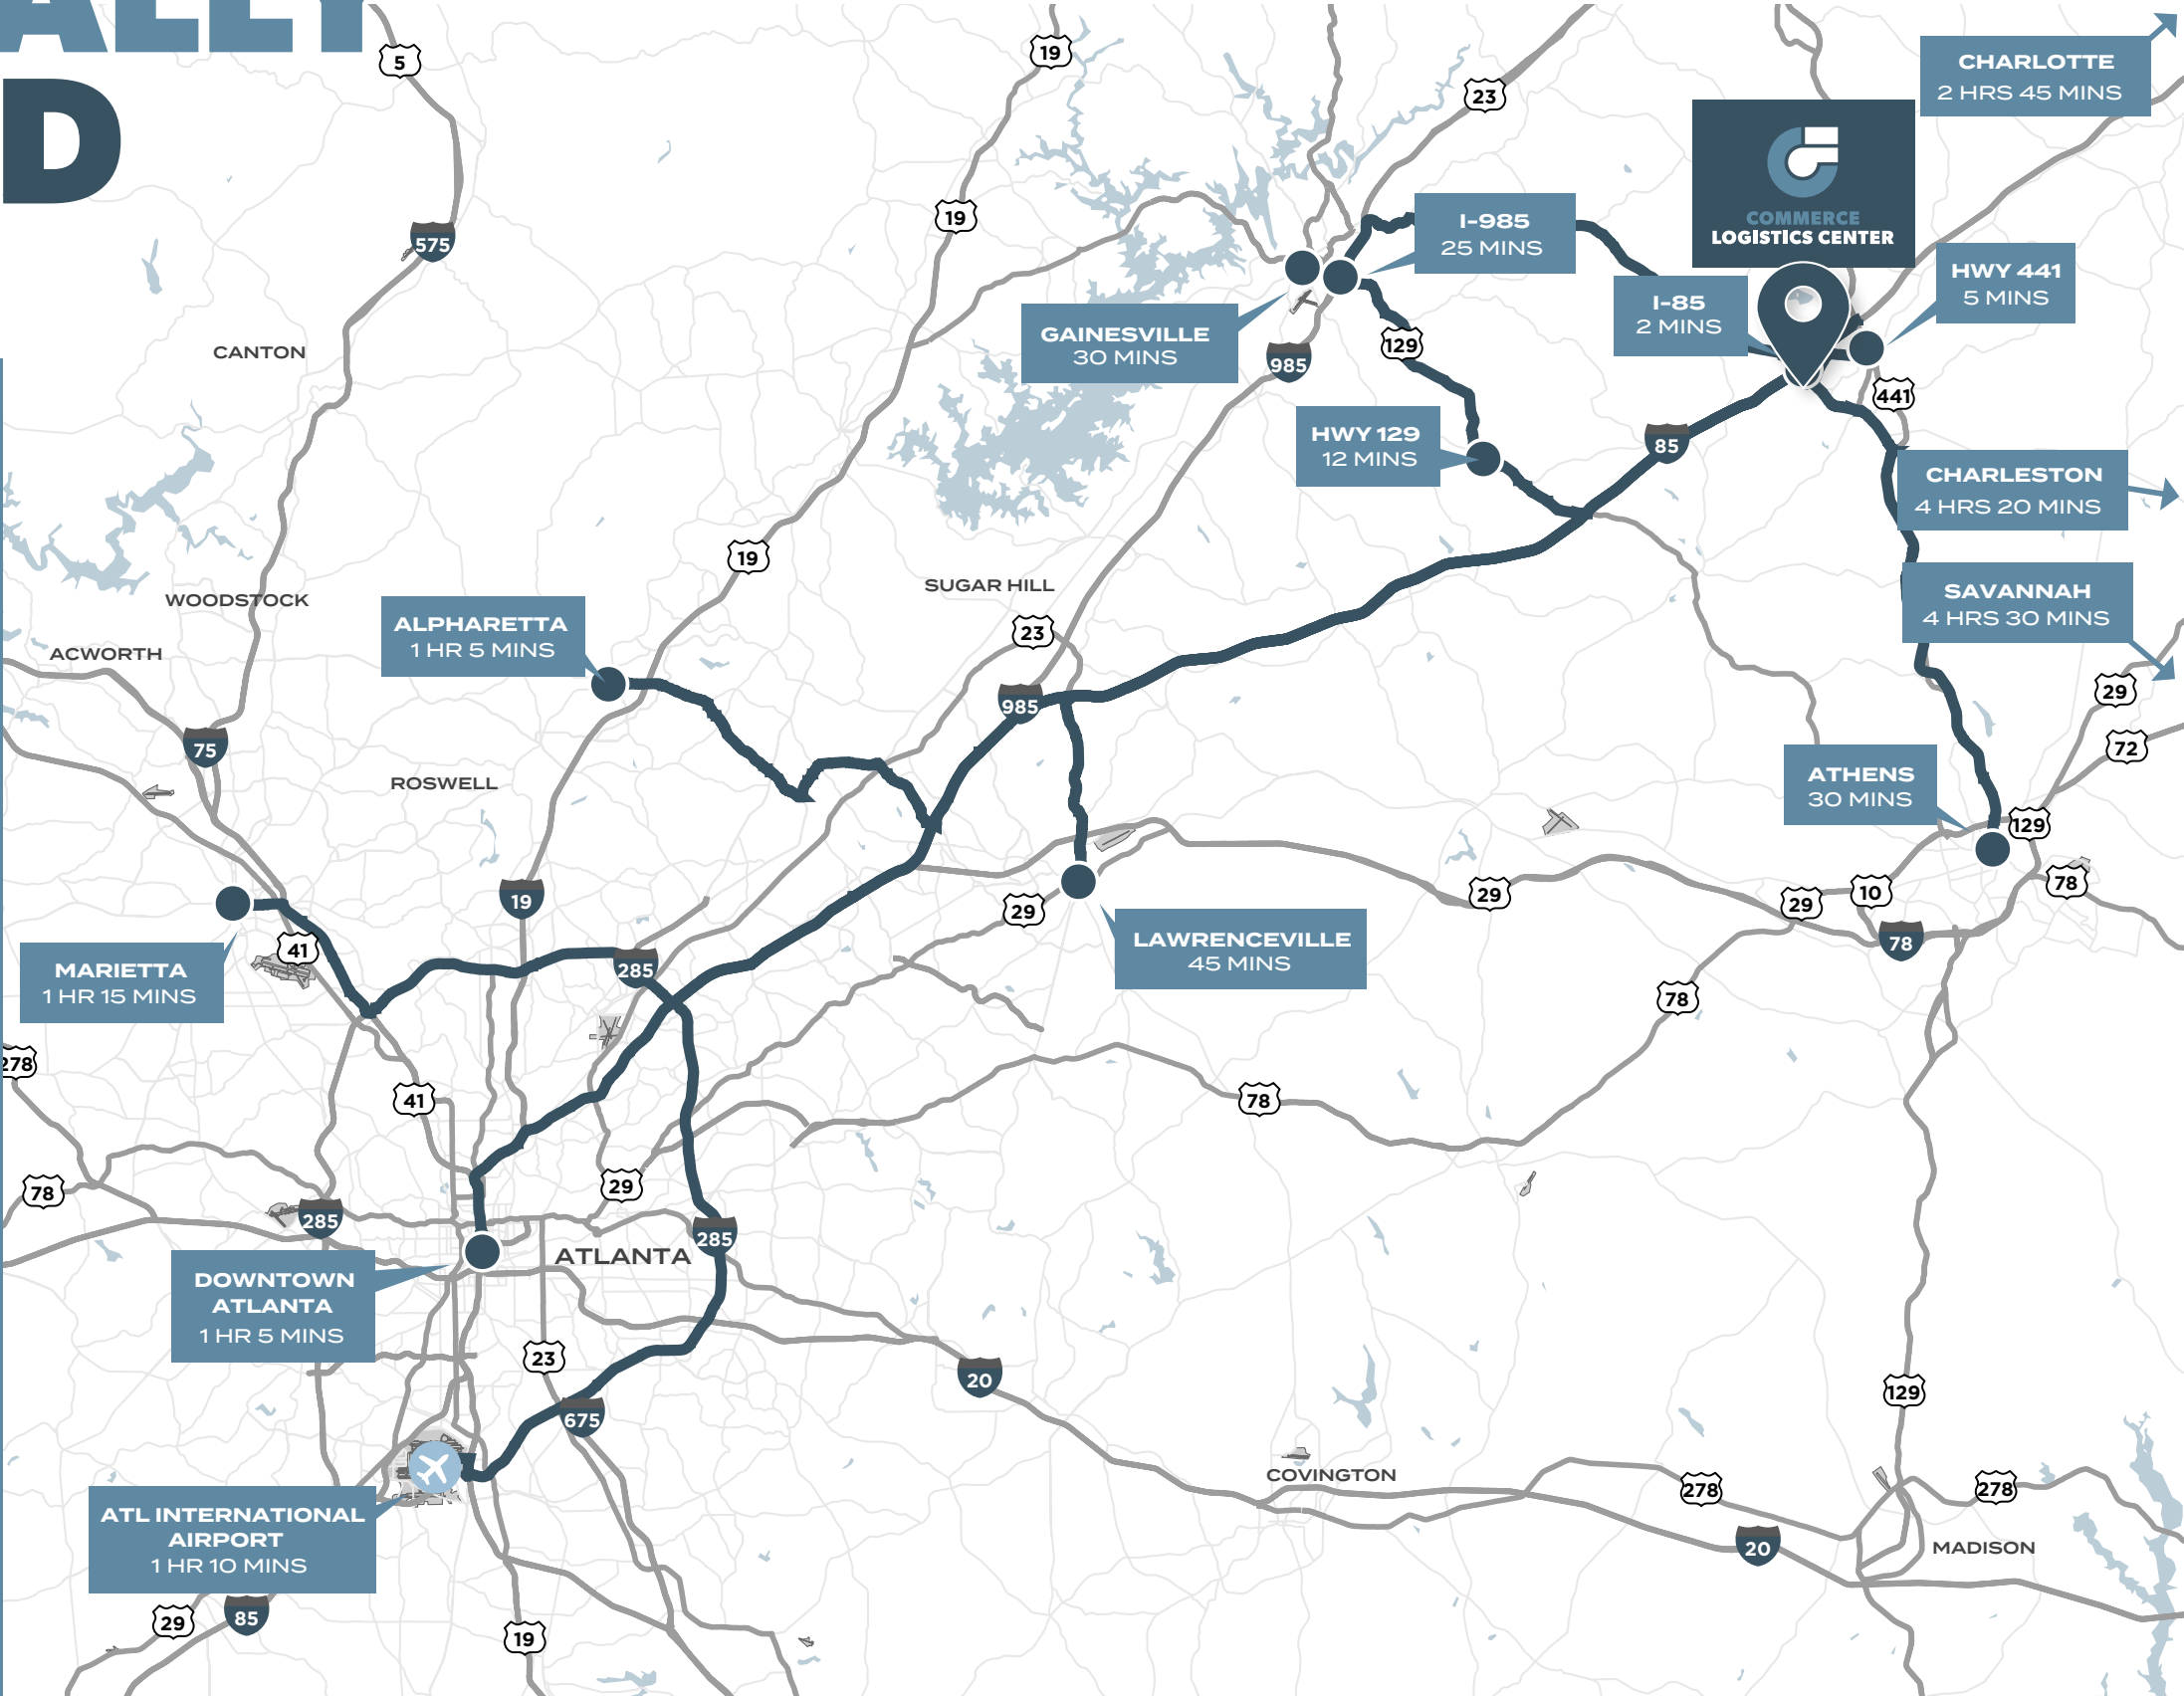 ALLY
D
5
19
23
CHARLOTTE
2 HRS 45 MINS
COMMERCE
LOGISTICS CENTER
19
I-985
25 MINS
575
HWY 441
5 MINS
I-85
2 MINS
GAINESVILLE
30 MINS
129
985
CANTON
441
HWY 129
12 MINS
85
CHARLESTON
4 HRS 20 MINS
19
SUGAR HILL
SAVANNAH
4 HRS 30 MINS
WOODSTOCK
ALPHARETTA
1 HR 5 MINS
23
ACWORTH
985
29
75
72
ROSWELL
ATHENS
30 MINS
129
19
29
29
29
10
78
41
78
LAWRENCEVILLE
45 MINS
MARIETTA
1 HR 15 MINS
285
78
278
41
78
78
29
285
285
ATLANTA
DOWNTOWN
ATLANTA
1 HR 5 MINS
23
20
129
675
COVINGTON
278
278
ATL INTERNATIONAL
AIRPORT
1 HR 10 MINS
20
MADISON
29
85
19